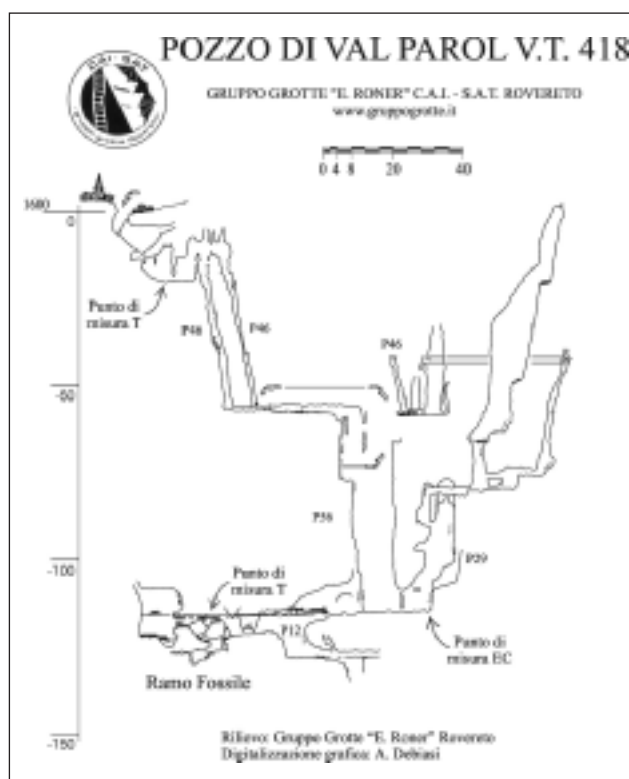 POZZO DI VAL PAROL V.T. 418
GRUPPO GROTTE "E. RONER" C.A.I. - S.A.T. ROVERETO
www.gruppogrotte.it
C.A.I. - S.A.T.
0 4 8 20 40
1600
0
Punto di
misura T
P46
P46
P46
-50
P56
P29
-100
Punto di
misura T
P12
Punto di
misura EC
Ramo Fossile
-150
Rilievo: Gruppo Grotte "E. Roner" Rovereto
Digitalizzazione grafica: A. Debiasi